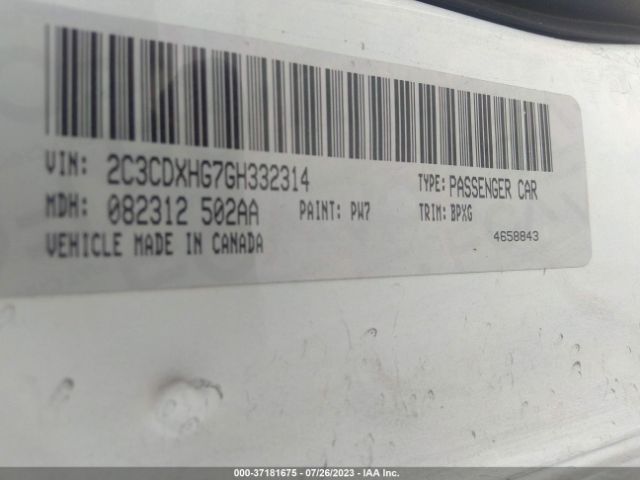 VIN: 2C3CDXHG7GH332314 TYPE: PASSENGER CAR
MDH: 082312 502AA PAINT: PW7 TRIM: BPXG
VEHICLE MADE IN CANADA 4658843
000-37181675 / 07/26/2023 - IAA Inc.